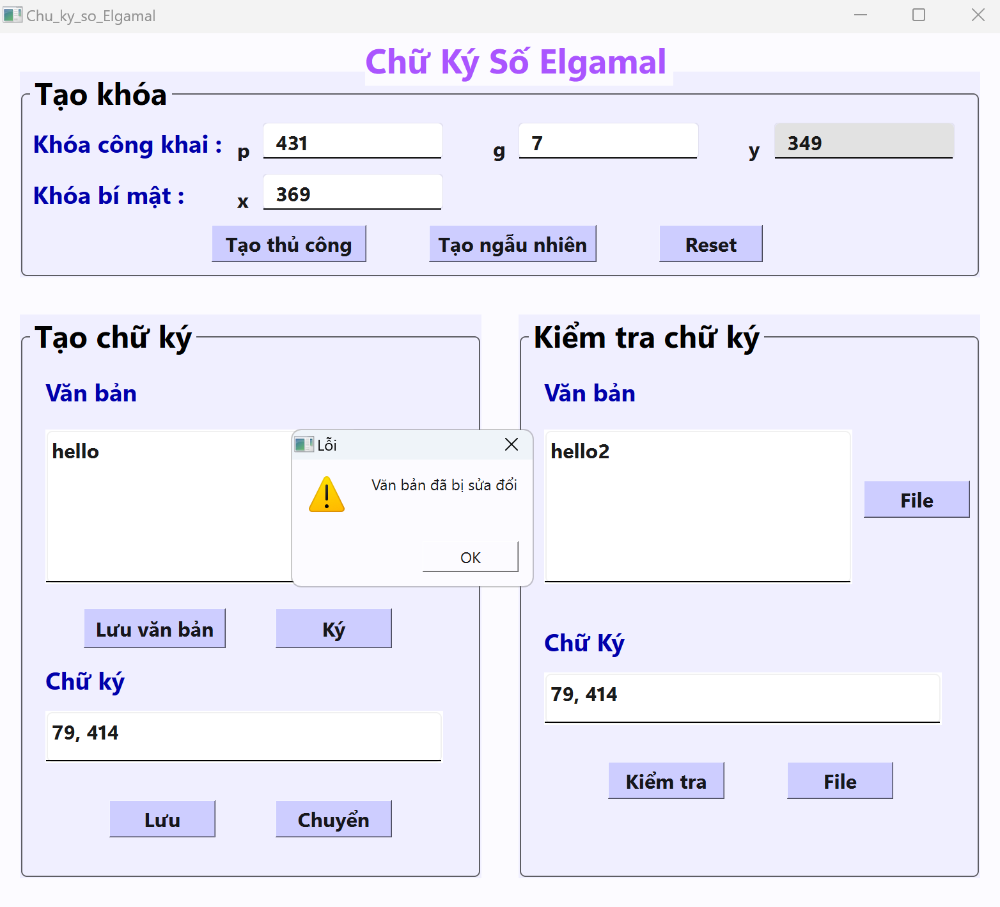 Chu_ky_so_Elgamal
Chữ Ký Số Elgamal
Tạo khóa
Khóa công khai : p 431 g 7 y 349
Khóa bí mật : x 369
Tạo thủ công Tạo ngẫu nhiên Reset
Tạo chữ ký
Văn bản
hello
Lưu văn bản Ký
Chữ ký
79, 414
Lưu Chuyển
Lỗi
Văn bản đã bị sửa đổi
OK
Kiểm tra chữ ký
Văn bản
hello2
File
Chữ Ký
79, 414
Kiểm tra File